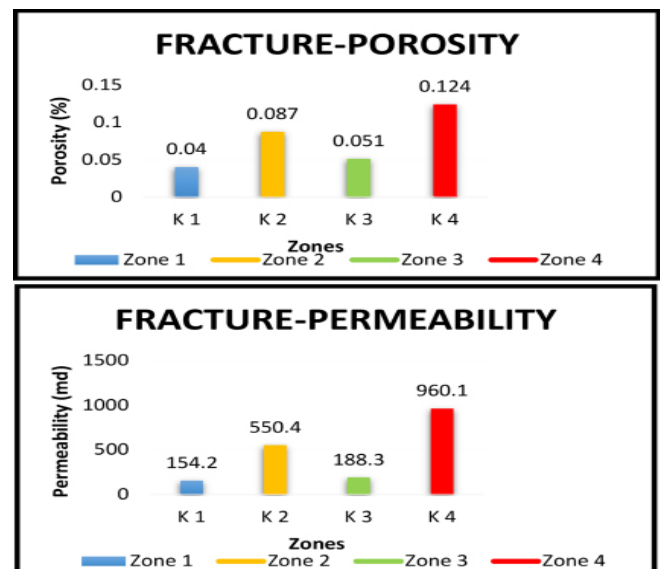 FRACTURE-POROSITY
Porosity (%)
0.15
0.1
0.05
0
0.04
0.087
0.051
0.124
K 1 K 2 K 3 K 4
Zones
Zone 1 Zone 2 Zone 3 Zone 4
FRACTURE-PERMEABILITY
Permeability (md)
1500
1000
500
0
154.2
550.4
188.3
960.1
K 1 K 2 K 3 K 4
Zones
Zone 1 Zone 2 Zone 3 Zone 4